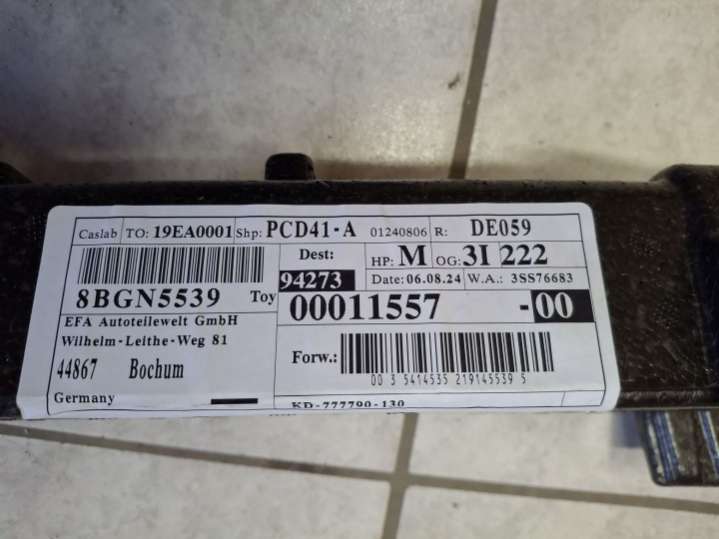 Caslab TO: 19EA0001 Shp: PCD41-A 01240806 R: DE059
Dest: HP: M OG: 3I 222
94273 Date: 06.08.24 W.A.: 3SS76683
8BGN5539 Toy 00011557 -00
EFA Autoteilewelt GmbH
Wilhelm-Leithe-Weg 81
Forw.:
44867 Bochum
00 3 5414535 219145539 5
Germany
KD-777790-130